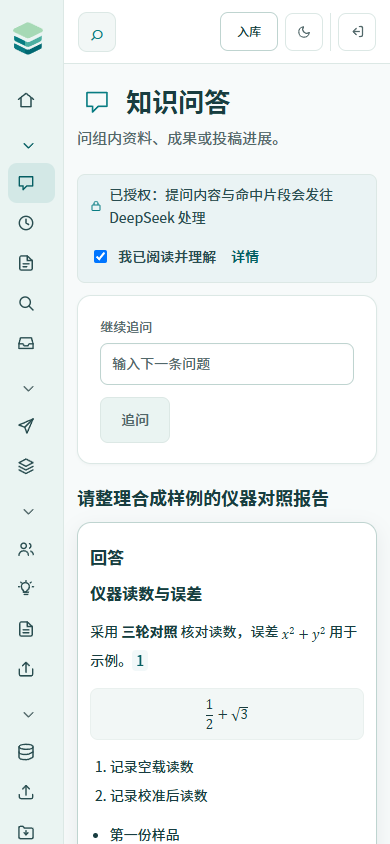 入库
知识问答
问组内资料、成果或投稿进展。
已授权：提问内容与命中片段会发往
DeepSeek 处理
我已阅读并理解 详情
继续追问
输入下一条问题
追问
请整理合成样例的仪器对照报告
回答
仪器读数与误差
采用 三轮对照 核对读数，误差 x² + y² 用于
示例。 1
1/2 + √3
1. 记录空载读数
2. 记录校准后读数
• 第一份样品